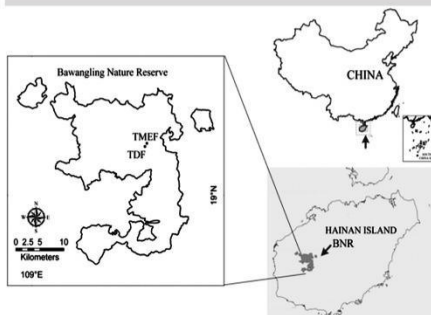 Bawangling Nature Reserve
TMEF
TDF
N
W
E
S
0 2.5 5 10
Kilometers
109°E
19°N
CHINA
HAINAN ISLAND
BNR